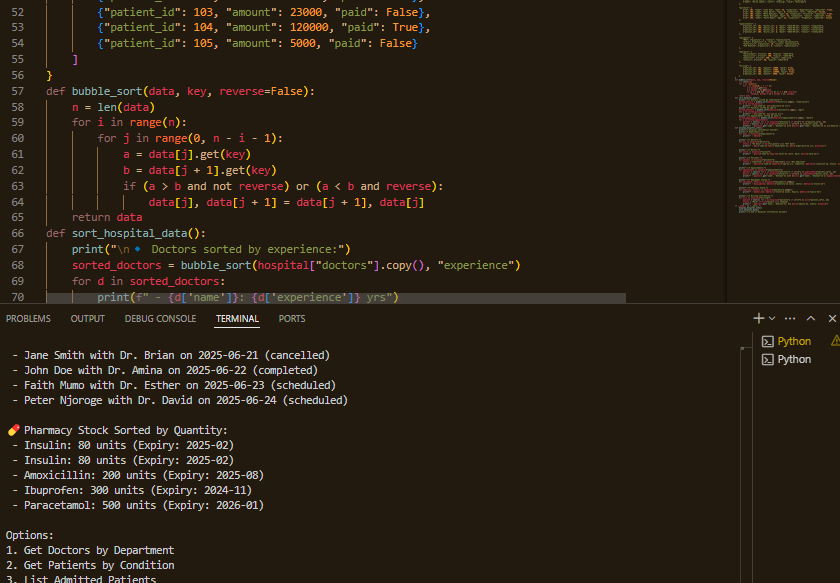 52 {"patient_id": 103, "amount": 23000, "paid": False},
53 {"patient_id": 104, "amount": 120000, "paid": True},
54 {"patient_id": 105, "amount": 5000, "paid": False}
55 ]
56 }
57 def bubble_sort(data, key, reverse=False):
58 n = len(data)
59 for i in range(n):
60 for j in range(0, n - i - 1):
61 a = data[j].get(key)
62 b = data[j + 1].get(key)
63 if (a > b and not reverse) or (a < b and reverse):
64 data[j], data[j + 1] = data[j + 1], data[j]
65 return data
66 def sort_hospital_data():
67 print("\n🔹 Doctors sorted by experience:")
68 sorted_doctors = bubble_sort(hospital["doctors"].copy(), "experience")
69 for d in sorted_doctors:
70 print(f" - {d['name']}: {d['experience']} yrs")
PROBLEMS OUTPUT DEBUG CONSOLE TERMINAL PORTS
- Jane Smith with Dr. Brian on 2025-06-21 (cancelled)
- John Doe with Dr. Amina on 2025-06-22 (completed)
- Faith Mumo with Dr. Esther on 2025-06-23 (scheduled)
- Peter Njoroge with Dr. David on 2025-06-24 (scheduled)
💊 Pharmacy Stock Sorted by Quantity:
- Insulin: 80 units (Expiry: 2025-02)
- Insulin: 80 units (Expiry: 2025-02)
- Amoxicillin: 200 units (Expiry: 2025-08)
- Ibuprofen: 300 units (Expiry: 2024-11)
- Paracetamol: 500 units (Expiry: 2026-01)
Options:
1. Get Doctors by Department
2. Get Patients by Condition
3. List Admitted Patients
Python
Python